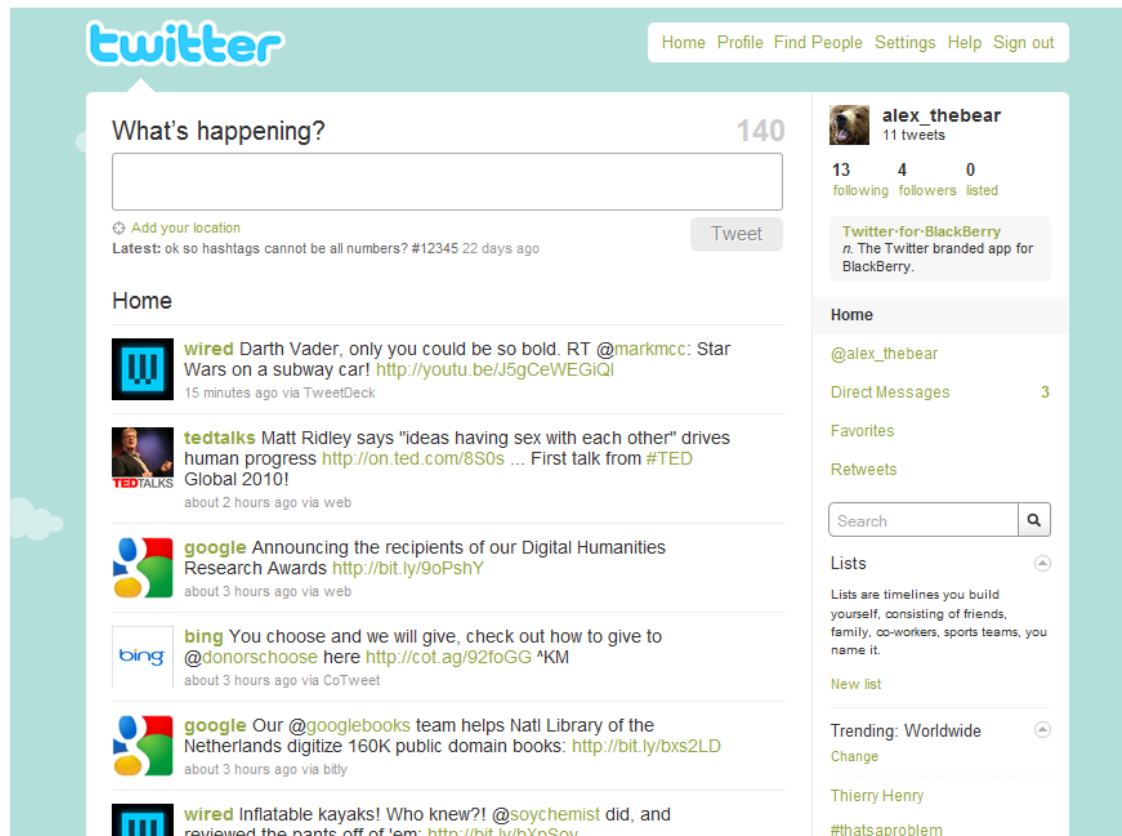 twitter
Home Profile Find People Settings Help Sign out
What's happening?
140
Add your location
Latest: ok so hashtags cannot be all numbers? #12345 22 days ago
Tweet
Home
wired Darth Vader, only you could be so bold. RT @markmcc: Star
Wars on a subway car! http://youtu.be/J5gCeWEGiQI
15 minutes ago via TweetDeck
TEDTALKS
tedtalks Matt Ridley says "ideas having sex with each other" drives
human progress http://on.ted.com/8S0s ... First talk from #TED
Global 2010!
about 2 hours ago via web
google Announcing the recipients of our Digital Humanities
Research Awards http://bit.ly/9oPshY
about 3 hours ago via web
bing
bing You choose and we will give, check out how to give to
@donorschoose here http://cot.ag/92foGG ^KM
about 3 hours ago via CoTweet
google Our @googlebooks team helps Natl Library of the
Netherlands digitize 160K public domain books: http://bit.ly/bxs2LD
about 3 hours ago via bitly
wired Inflatable kayaks! Who knew?! @soychemist did, and
reviewed the pants off of 'em: http://bit.ly/bXpSov
alex_thebear
11 tweets
13 4 0
following followers listed
Twitter·for·BlackBerry
n. The Twitter branded app for
BlackBerry.
Home
@alex_thebear
Direct Messages 3
Favorites
Retweets
Search
Lists
Lists are timelines you build
yourself, consisting of friends,
family, co-workers, sports teams, you
name it.
New list
Trending: Worldwide
Change
Thierry Henry
#thatsaproblem